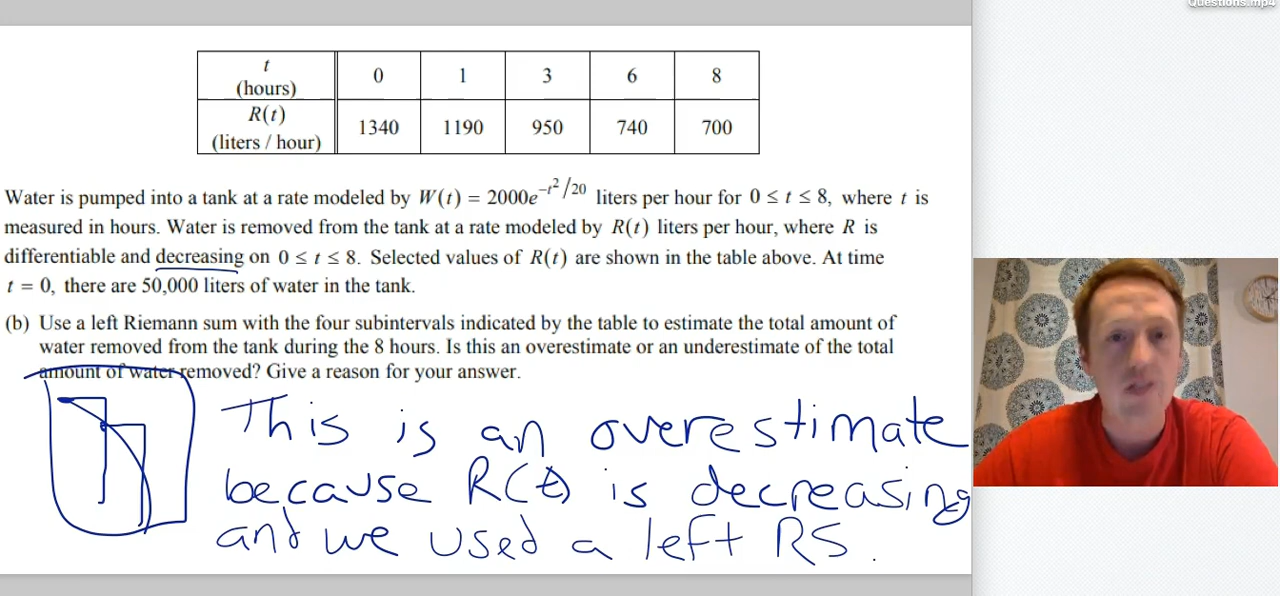 Questions.mp4
t (hours) 0 1 3 6 8
R(t) (liters / hour) 1340 1190 950 740 700
Water is pumped into a tank at a rate modeled by W(t) = 2000e^(−t²/20) liters per hour for 0 ≤ t ≤ 8, where t is
measured in hours. Water is removed from the tank at a rate modeled by R(t) liters per hour, where R is
differentiable and decreasing on 0 ≤ t ≤ 8. Selected values of R(t) are shown in the table above. At time
t = 0, there are 50,000 liters of water in the tank.
(b) Use a left Riemann sum with the four subintervals indicated by the table to estimate the total amount of
water removed from the tank during the 8 hours. Is this an overestimate or an underestimate of the total
amount of water removed? Give a reason for your answer.
This is an overestimate
because R(t) is decreasing
and we used a left RS.